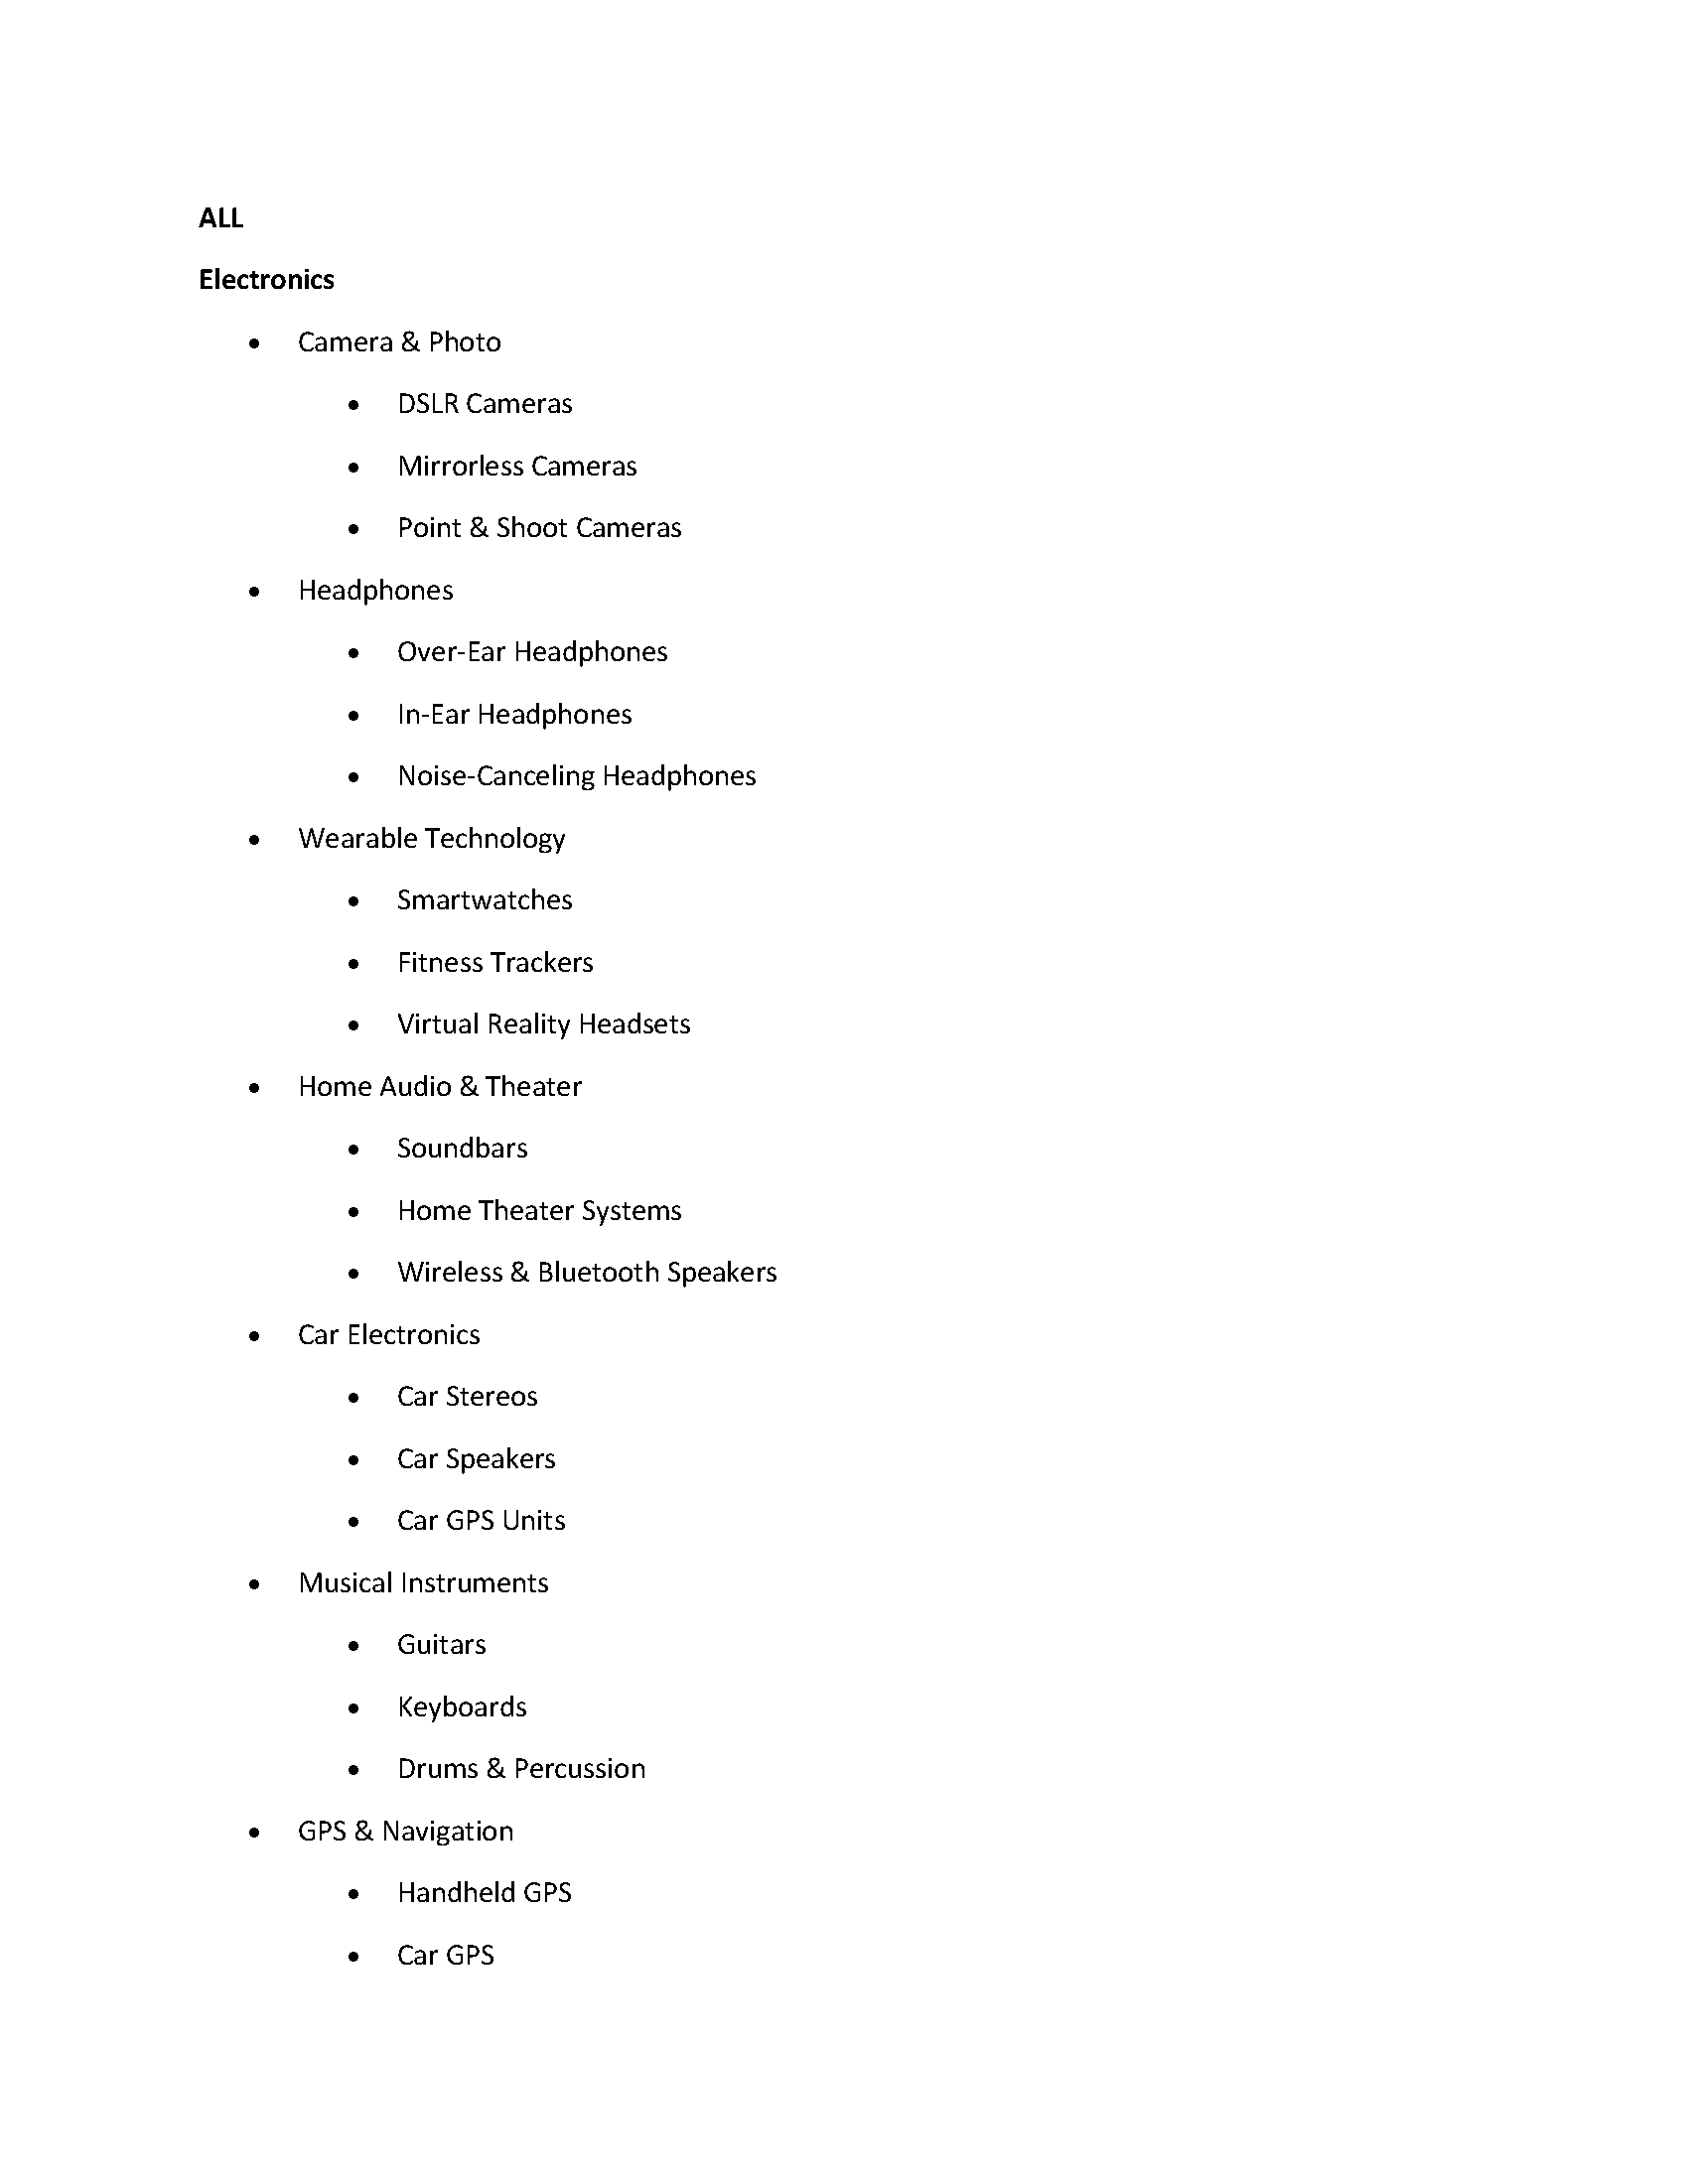 ALL
Electronics
• Camera & Photo
• DSLR Cameras
• Mirrorless Cameras
• Point & Shoot Cameras
• Headphones
• Over-Ear Headphones
• In-Ear Headphones
• Noise-Canceling Headphones
• Wearable Technology
• Smartwatches
• Fitness Trackers
• Virtual Reality Headsets
• Home Audio & Theater
• Soundbars
• Home Theater Systems
• Wireless & Bluetooth Speakers
• Car Electronics
• Car Stereos
• Car Speakers
• Car GPS Units
• Musical Instruments
• Guitars
• Keyboards
• Drums & Percussion
• GPS & Navigation
• Handheld GPS
• Car GPS